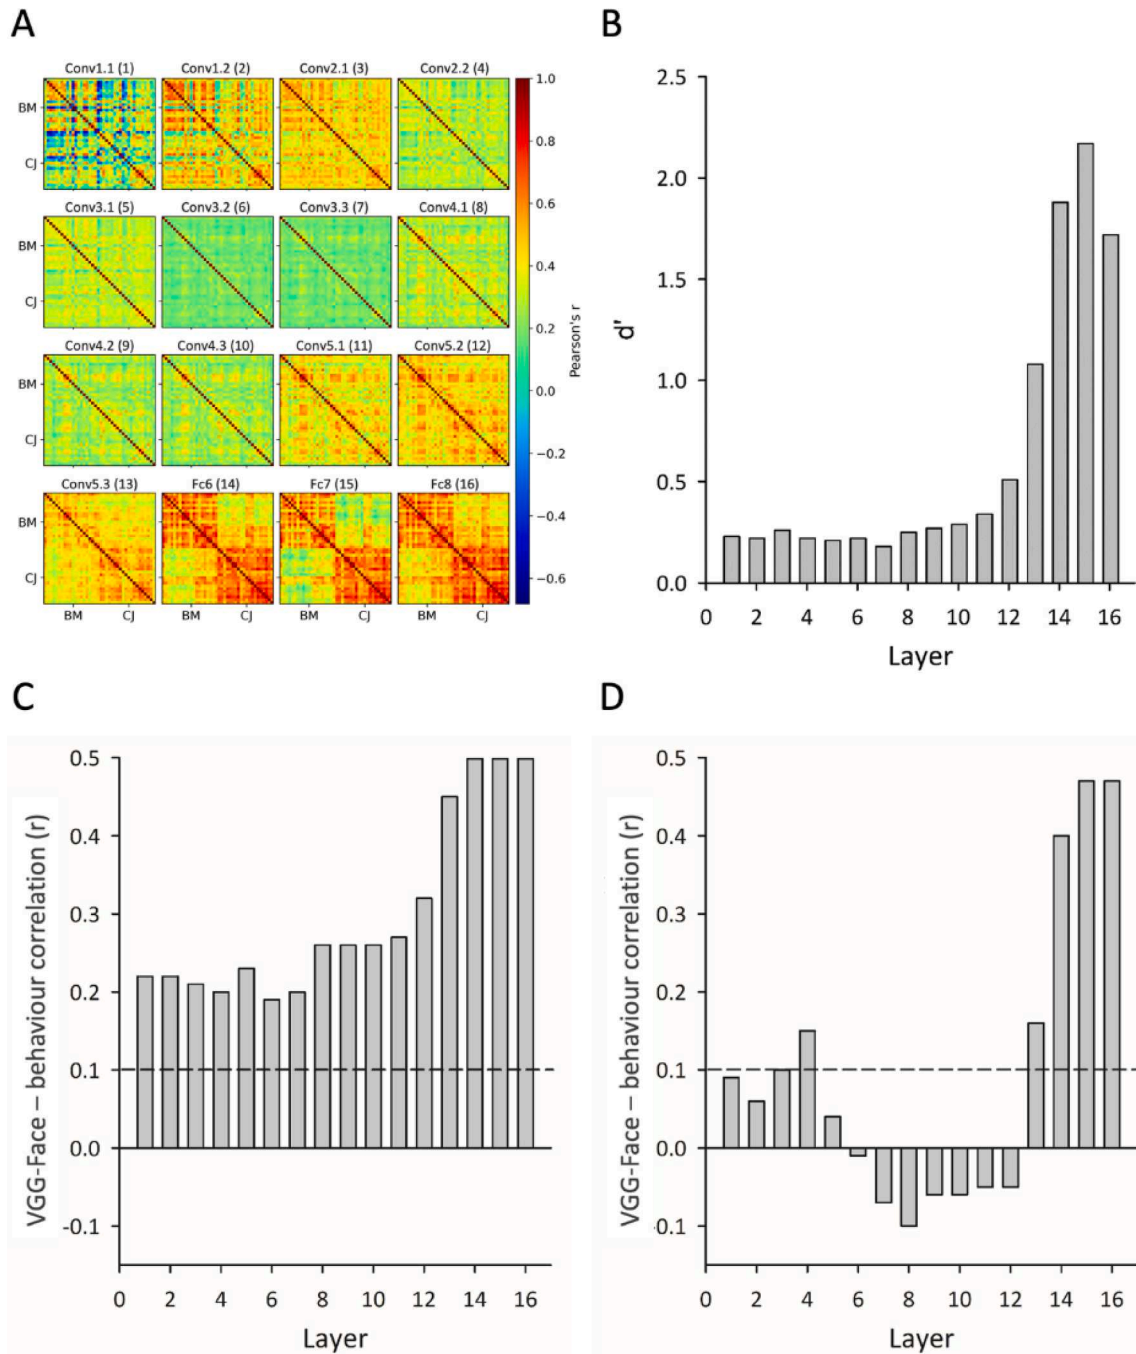 A
Conv1.1 (1) Conv1.2 (2) Conv2.1 (3) Conv2.2 (4)
BM
CJ
Conv3.1 (5) Conv3.2 (6) Conv3.3 (7) Conv4.1 (8)
BM
CJ
Conv4.2 (9) Conv4.3 (10) Conv5.1 (11) Conv5.2 (12)
BM
CJ
Conv5.3 (13) Fc6 (14) Fc7 (15) Fc8 (16)
BM
CJ
BM CJ BM CJ BM CJ BM CJ
1.0
0.8
0.6
0.4
0.2
0.0
−0.2
−0.4
−0.6
Pearson's r
B
2.5
2.0
1.5
1.0
0.5
0.0
d'
0 2 4 6 8 10 12 14 16
Layer
C
0.5
0.4
0.3
0.2
0.1
0.0
-0.1
VGG-Face – behaviour correlation (r)
0 2 4 6 8 10 12 14 16
Layer
D
0.5
0.4
0.3
0.2
0.1
0.0
-0.1
VGG-Face – behaviour correlation (r)
0 2 4 6 8 10 12 14 16
Layer